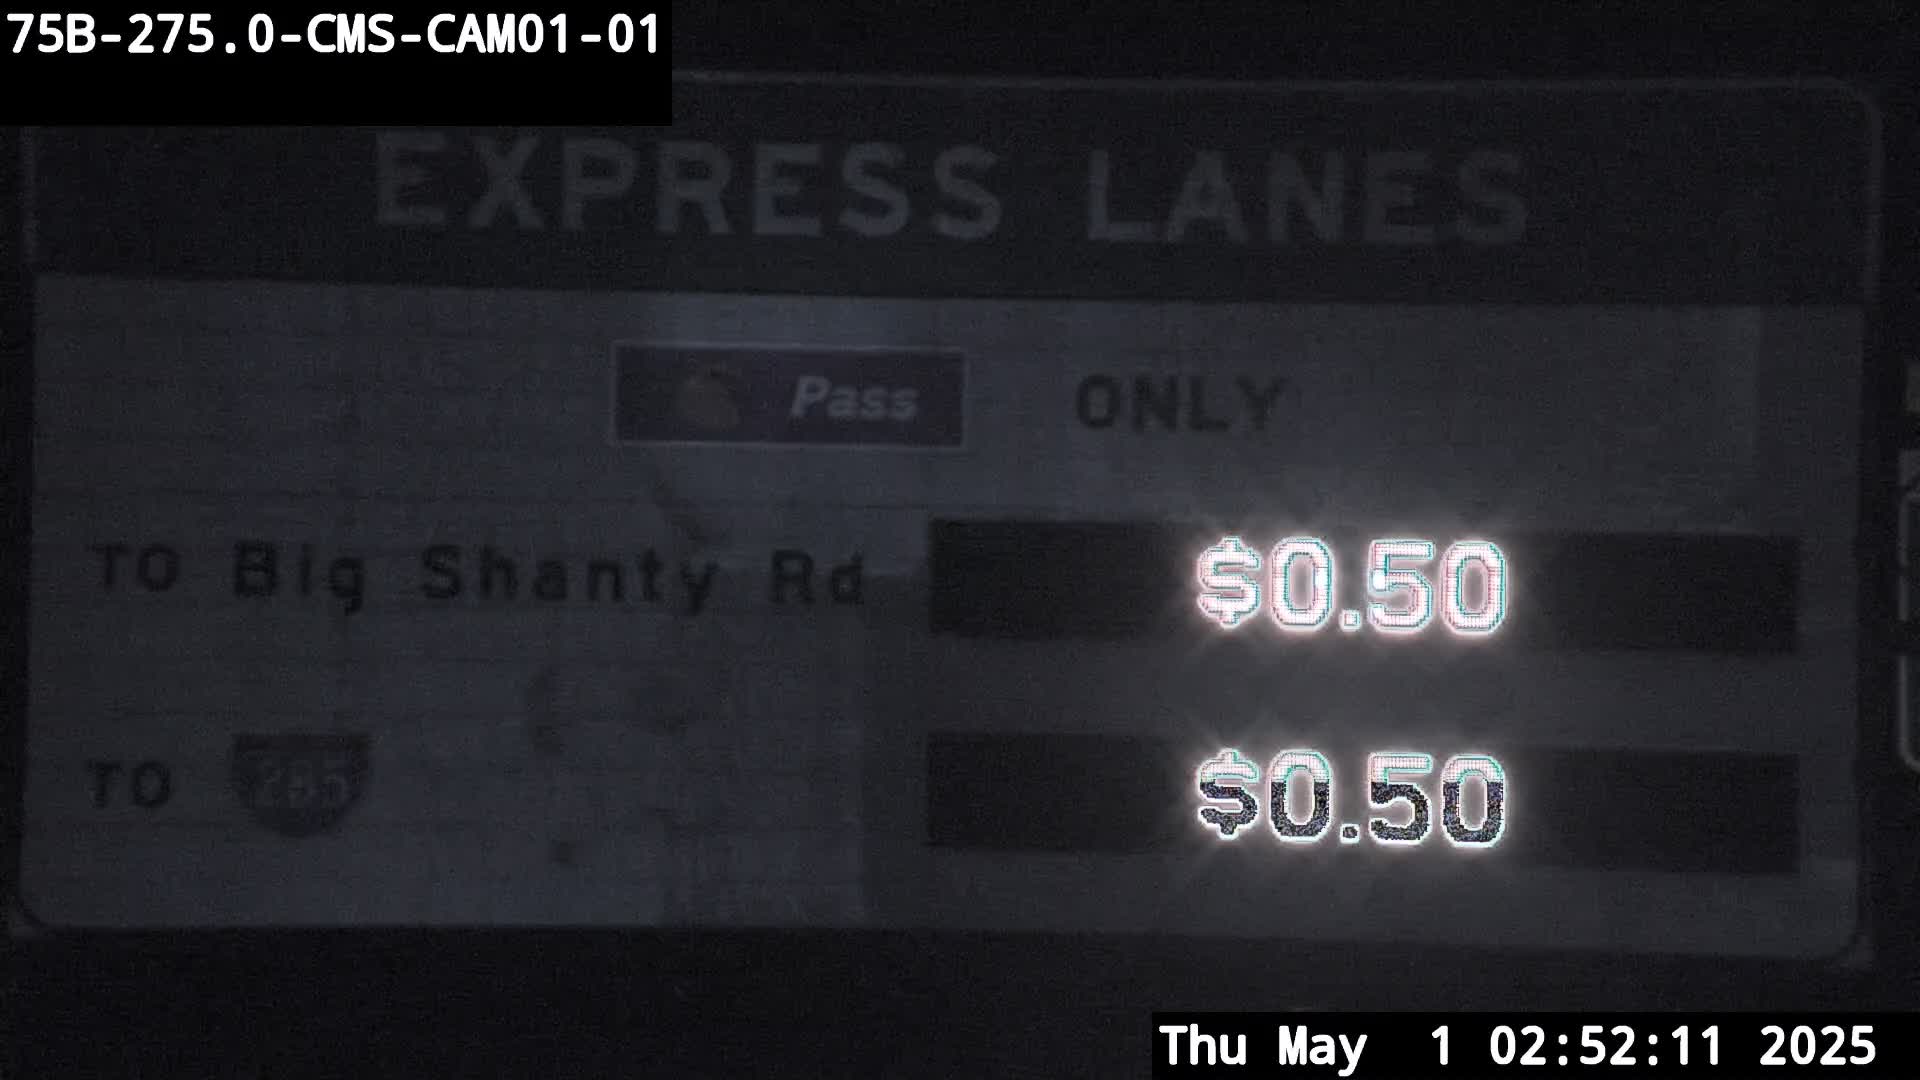 75B-275.0-CMS-CAM01-01
EXPRESS LANES
Pass ONLY
TO Big Shanty Rd $0.50
TO 285 $0.50
Thu May 1 02:52:11 2025